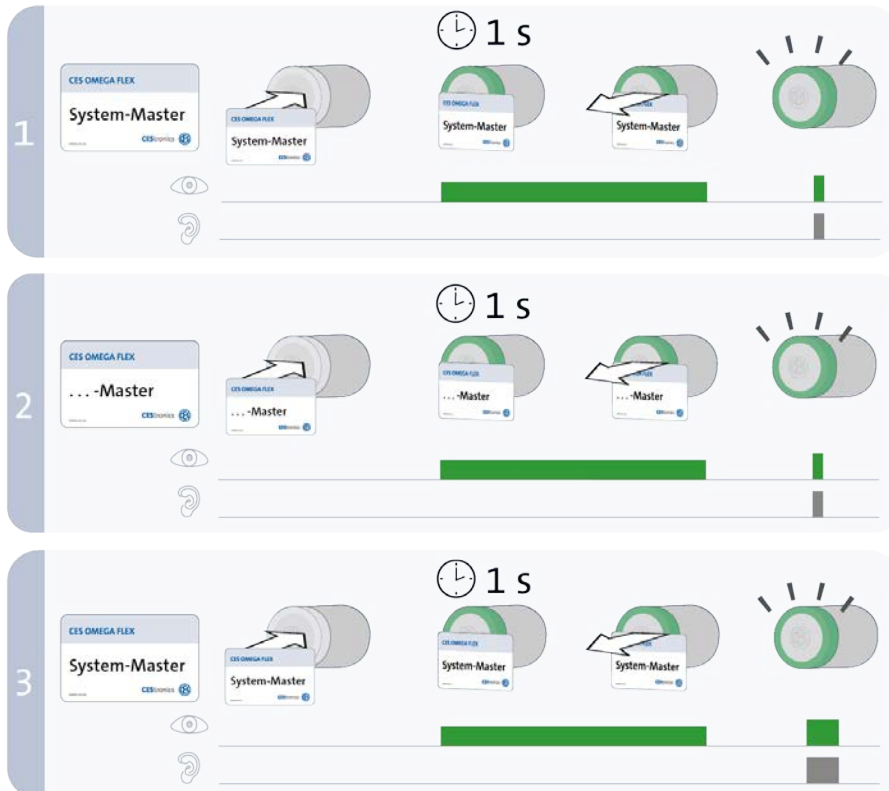 1 s
1
CES OMEGA FLEX
System-Master
CEStronics
CES OMEGA FLEX
System-Master
CES OMEGA FLEX
System-Master
System-Master
1 s
2
CES OMEGA FLEX
...-Master
CEStronics
CES OMEGA FLEX
...-Master
CES OMEGA FLEX
...-Master
...-Master
1 s
3
CES OMEGA FLEX
System-Master
CEStronics
CES OMEGA FLEX
System-Master
CES OMEGA FLEX
System-Master
System-Master